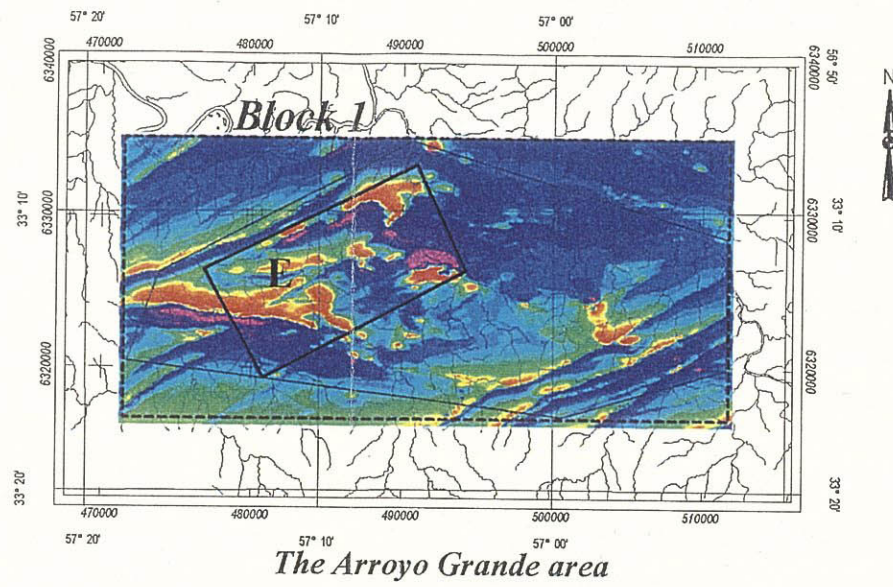 57° 20' 57° 10' 57° 00'
470000 480000 490000 500000 510000
56° 50'
6340000 6340000
N
Block 1
33° 10' 6330000 6330000 33° 10'
E
6320000 6320000
33° 20' 33° 20'
470000 480000 490000 500000 510000
57° 20' 57° 10' 57° 00'
The Arroyo Grande area